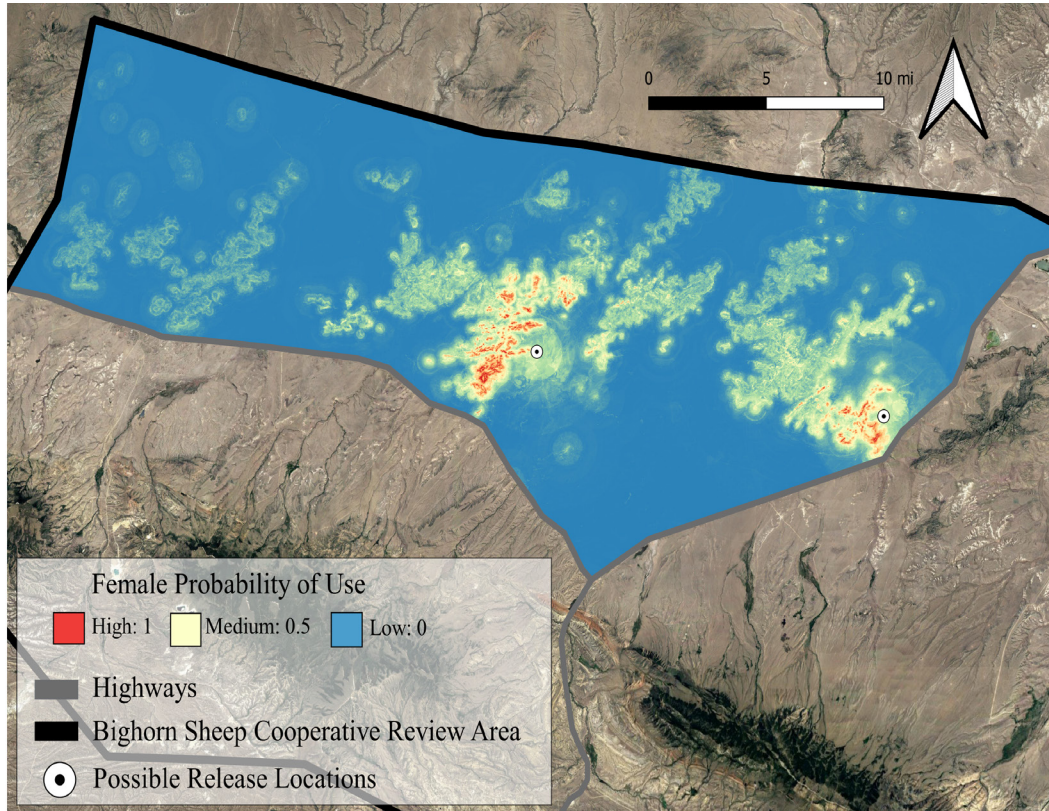 0 5 10 mi
Female Probability of Use
High: 1 Medium: 0.5 Low: 0
Highways
Bighorn Sheep Cooperative Review Area
Possible Release Locations